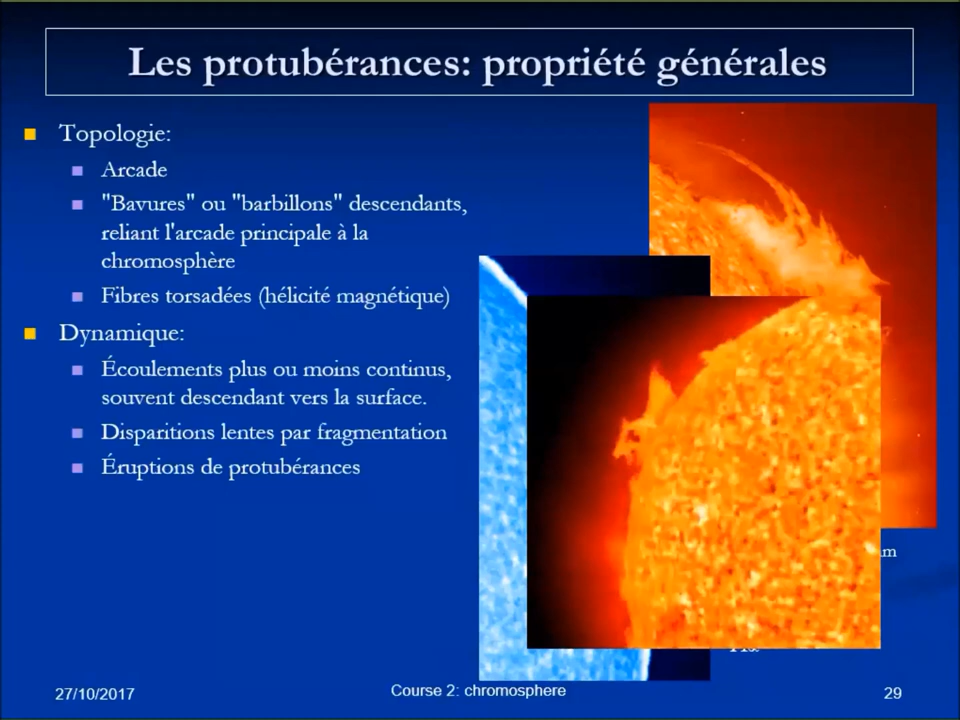 Les protubérances: propriété générales
Topologie:
Arcade
"Bavures" ou "barbillons" descendants,
reliant l'arcade principale à la
chromosphère
Fibres torsadées (hélicité magnétique)
Dynamique:
Écoulements plus ou moins continus,
souvent descendant vers la surface.
Disparitions lentes par fragmentation
Éruptions de protubérances
27/10/2017
Course 2: chromosphere
29